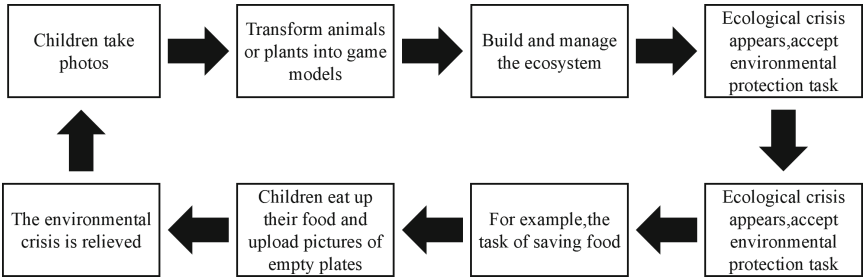 Children take
photos
Transform animals
or plants into game
models
Build and manage
the ecosystem
Ecological crisis
appears,accept
environmental
protection task
Ecological crisis
appears,accept
environmental
protection task
For example,the
task of saving food
Children eat up
their food and
upload pictures of
empty plates
The environmental
crisis is relieved